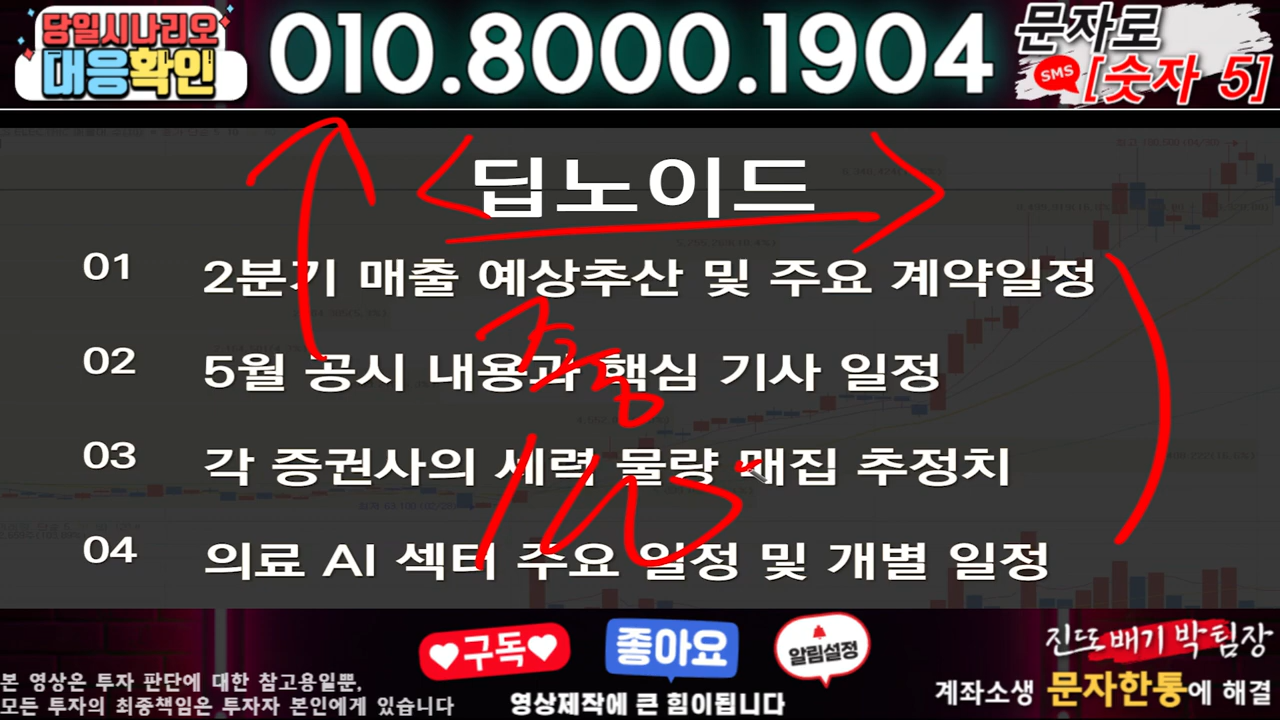 당일시나리오
대응확인
010.8000.1904
문자로
SMS [숫자 5]
딥노이드
01 2분기 매출 예상추산 및 주요 계약일정
02 5월 공시 내용과 핵심 기사 일정
03 각 증권사의 세력 물량 매집 추정치
04 의료 AI 섹터 주요 일정 및 개별 일정
구독
좋아요
알림설정
영상제작에 큰 힘이됩니다
본 영상은 투자 판단에 대한 참고용일뿐,
모든 투자의 최종책임은 투자자 본인에게 있습니다
진또배기 박팀장
계좌소생 문자한통에 해결